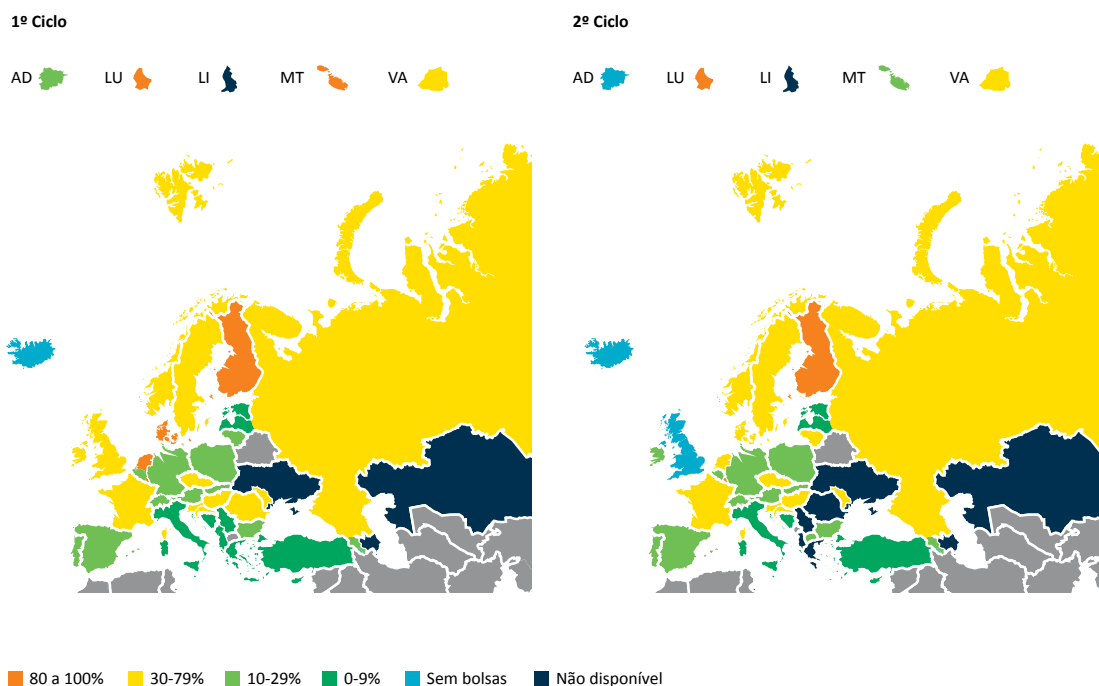 1º Ciclo
AD LU LI MT VA
2º Ciclo
AD LU LI MT VA
80 a 100% 30-79% 10-29% 0-9% Sem bolsas Não disponível